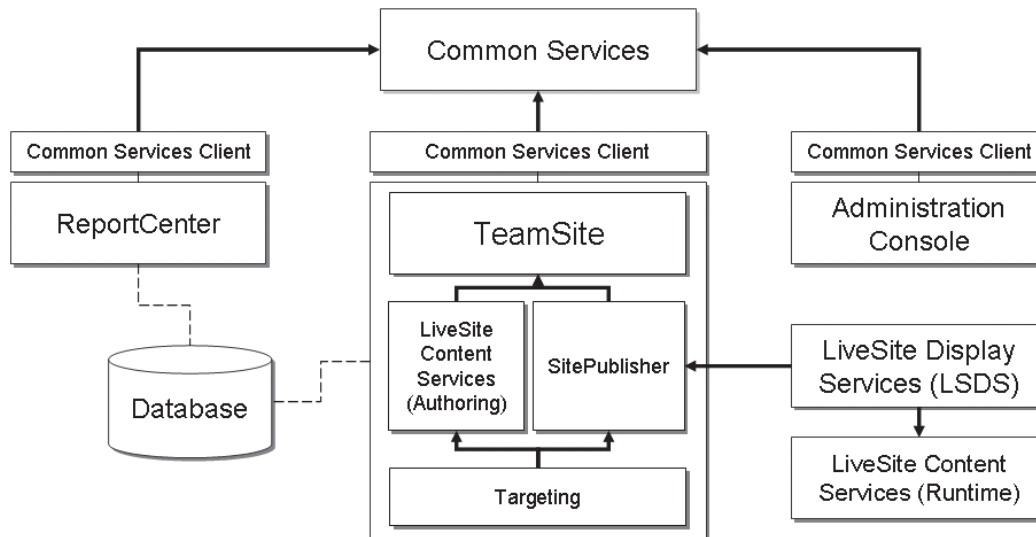 Common Services
Common Services Client
Common Services Client
Common Services Client
ReportCenter
TeamSite
Administration
Console
LiveSite
Content
Services
(Authoring)
SitePublisher
LiveSite Display
Services (LSDS)
Database
LiveSite Content
Services (Runtime)
Targeting